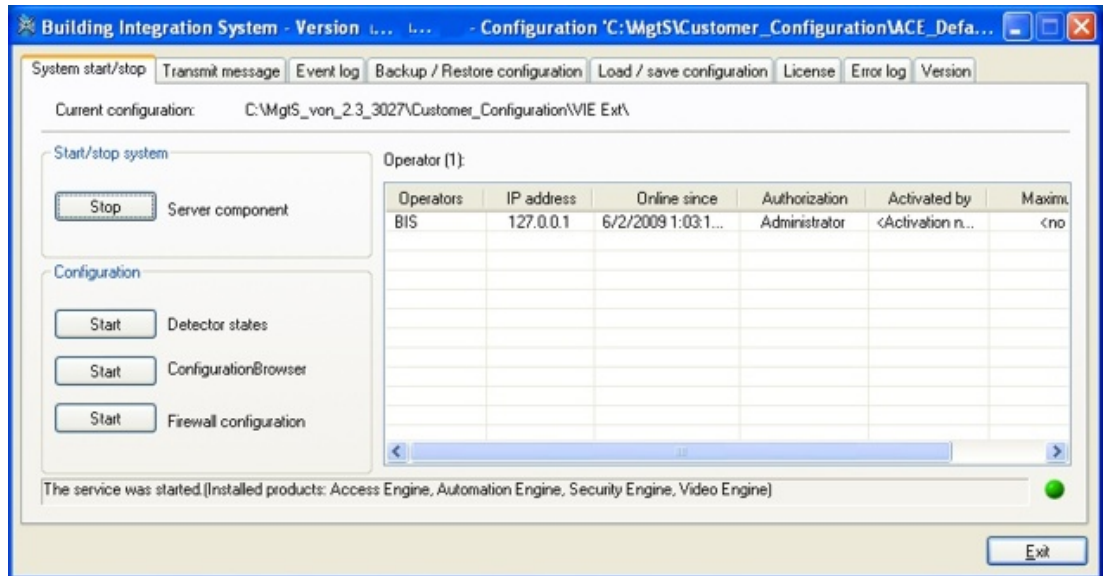 Building Integration System - Version - Configuration 'C:\MgtS\Customer_Configuration\ACE_Defa...
System start/stop Transmit message Event log Backup / Restore configuration Load / save configuration License Error log Version
Current configuration: C:\MgtS_von_2.3_3027\Customer_Configuration\VIE Ext\
Start/stop system
Stop Server component
Configuration
Start Detector states
Start ConfigurationBrowser
Start Firewall configuration
Operator (1):
Operators IP address Online since Authorization Activated by Maximu
BIS 127.0.0.1 6/2/2009 1:03:1... Administrator <Activation n... <no
The service was started.(Installed products: Access Engine, Automation Engine, Security Engine, Video Engine)
Exit